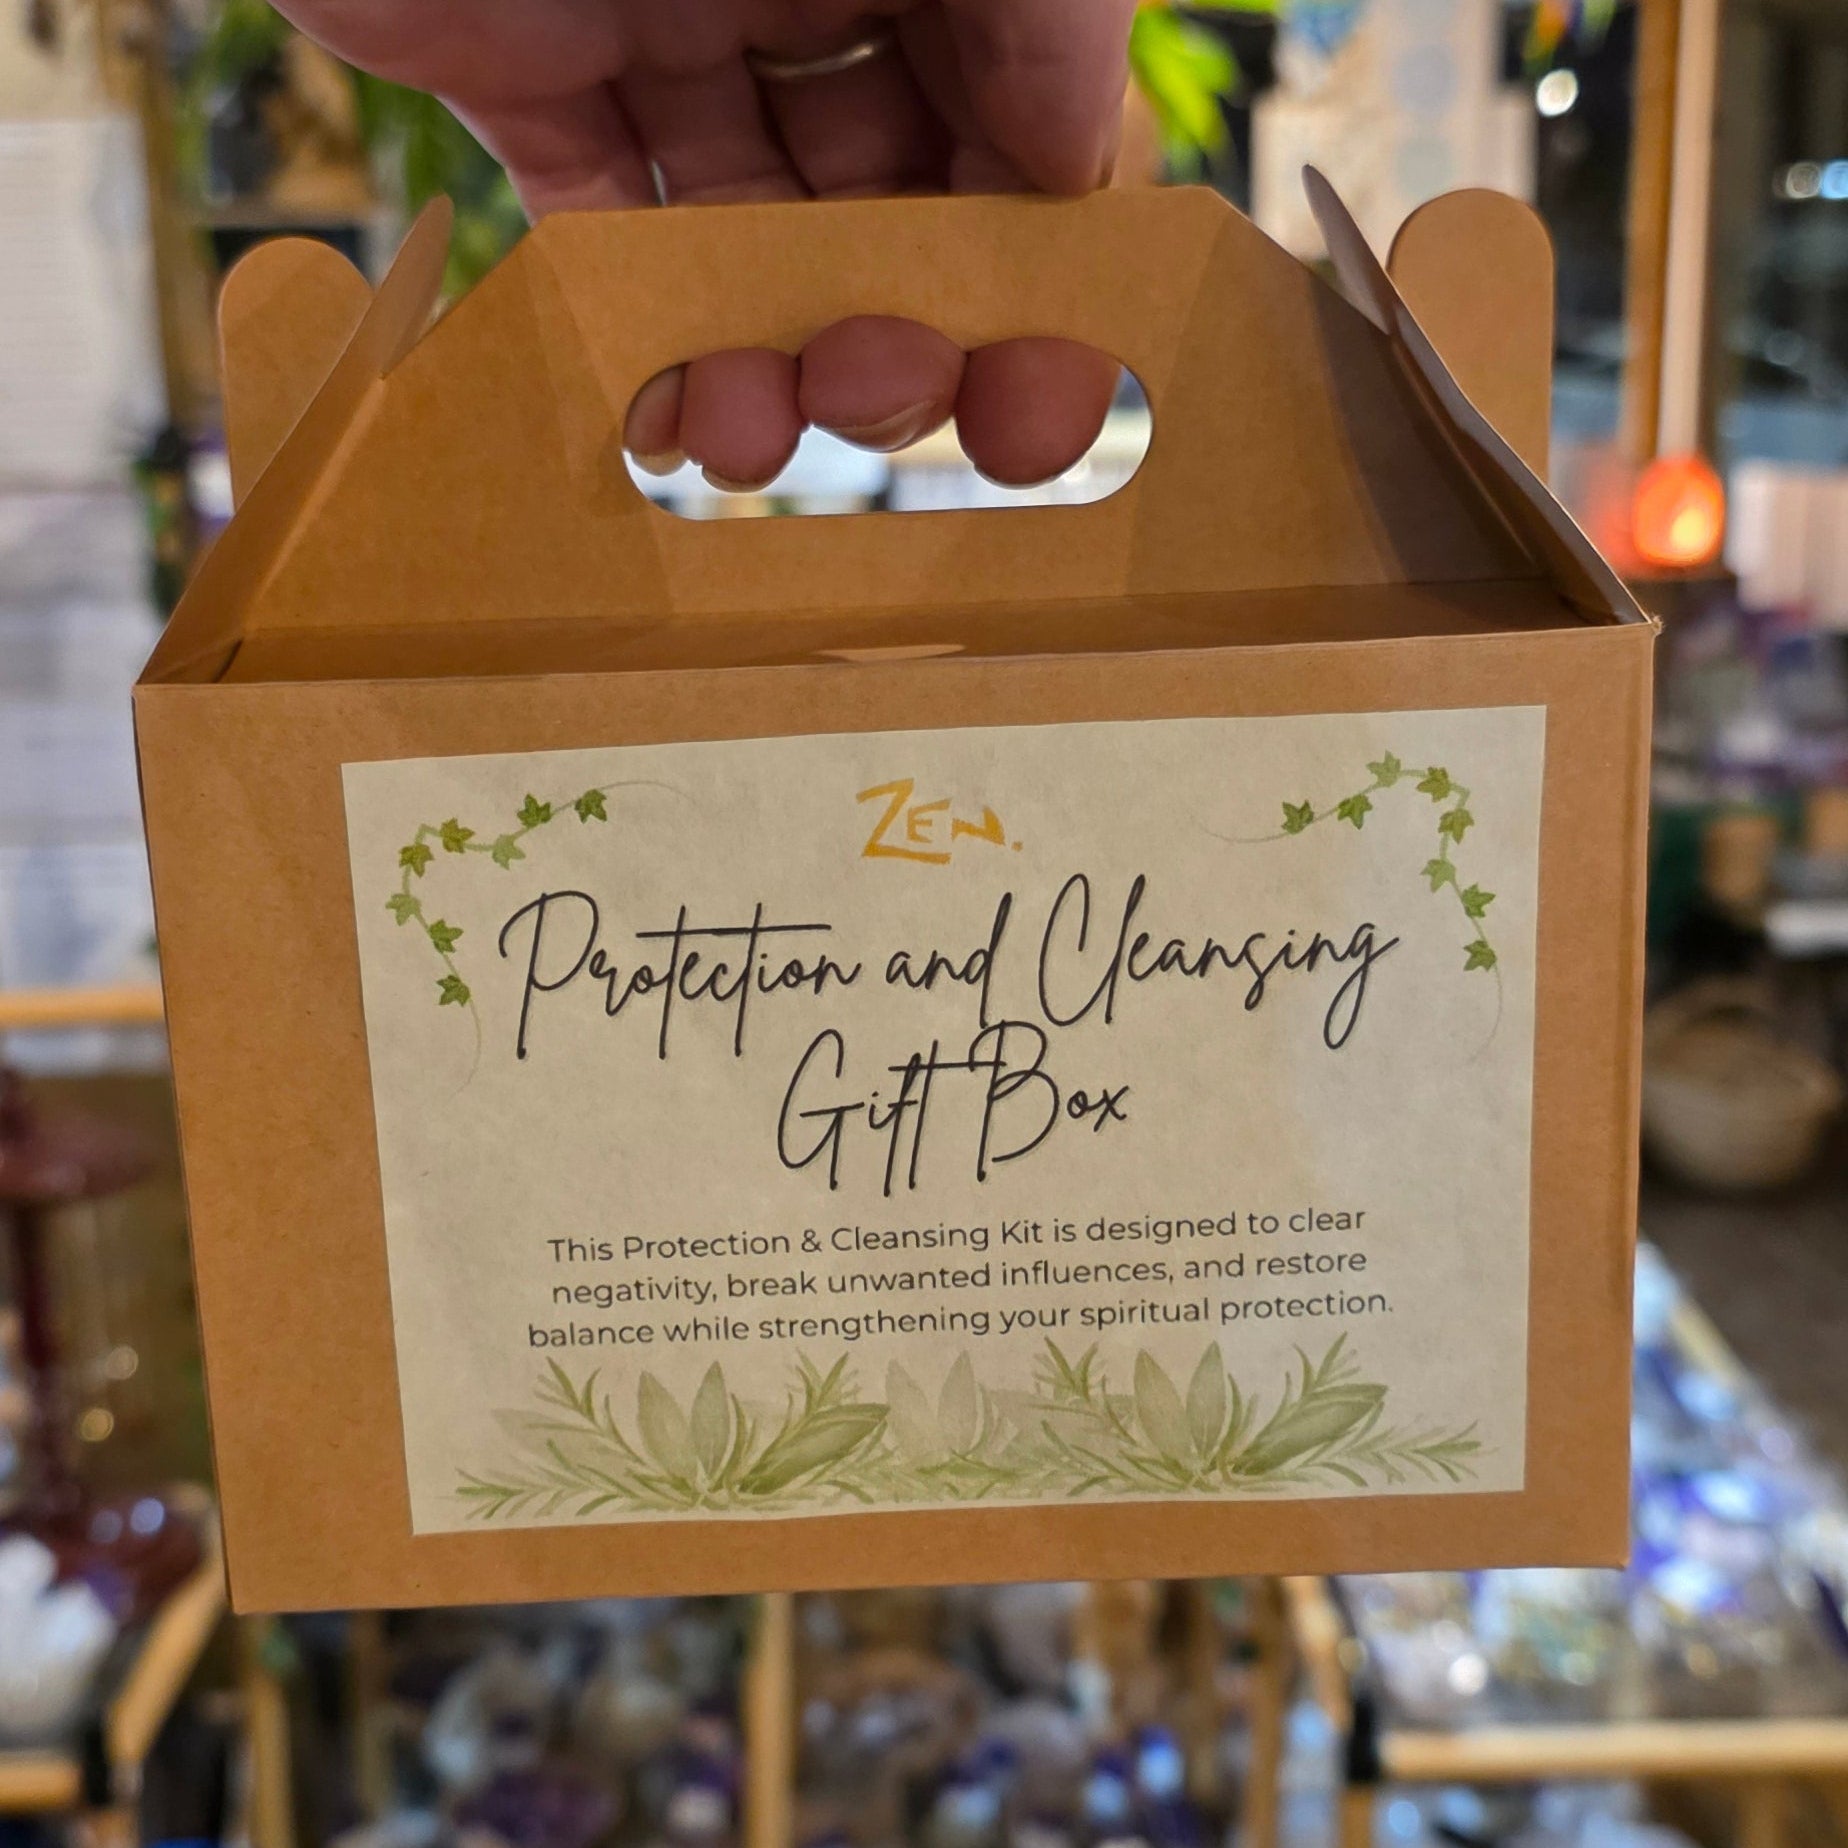 ZEN.
Protection and Cleansing
Gift Box
This Protection & Cleansing Kit is designed to clear
negativity, break unwanted influences, and restore
balance while strengthening your spiritual protection.